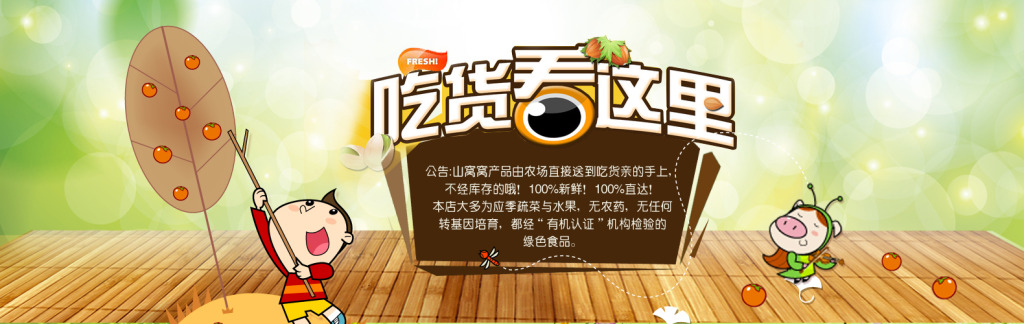 FRESH!
吃货看这里
公告:山窝窝产品由农场直接送到吃货亲的手上,
不经库存的哦! 100%新鲜! 100%直达!
本店大多为应季蔬菜与水果, 无农药, 无任何
转基因培育, 都经“有机认证”机构检验的
绿色食品。